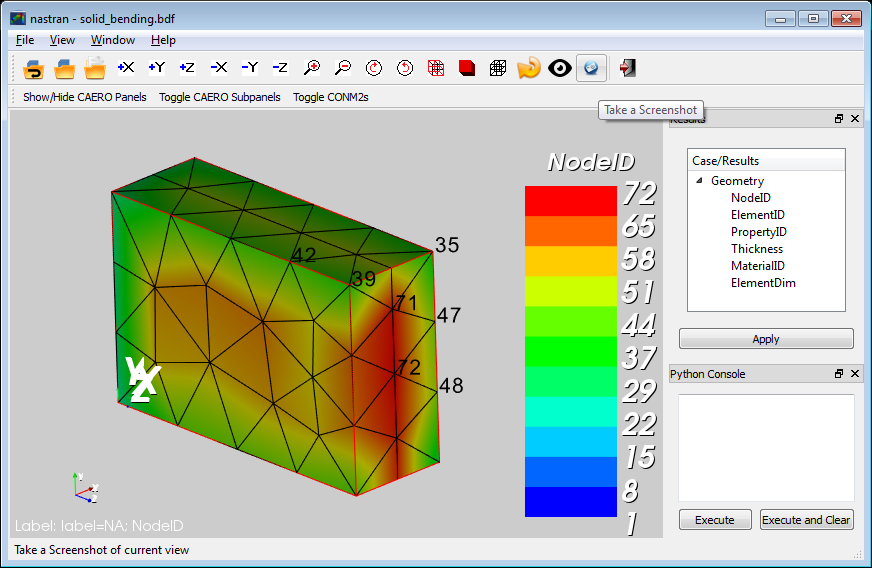 nastran - solid_bending.bdf
File View Window Help
+X +Y +Z -X -Y -Z
Show/Hide CAERO Panels Toggle CAERO Subpanels Toggle CONM2s
Take a Screenshot
Results
NodeID
72
65
58
51
44
37
29
22
15
8
1
35
42
39
71
47
72
48
Y
X
Z
Label: label=NA; NodeID
Case/Results
Geometry
NodeID
ElementID
PropertyID
Thickness
MaterialID
ElementDim
Apply
Python Console
Execute Execute and Clear
Take a Screenshot of current view